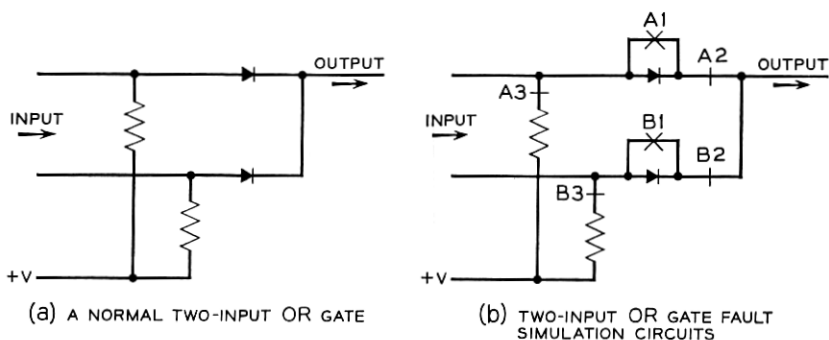 OUTPUT
INPUT
+V
(a) A NORMAL TWO-INPUT OR GATE
A1
A2
OUTPUT
A3
INPUT
B1
B2
B3
+V
(b) TWO-INPUT OR GATE FAULT
SIMULATION CIRCUITS